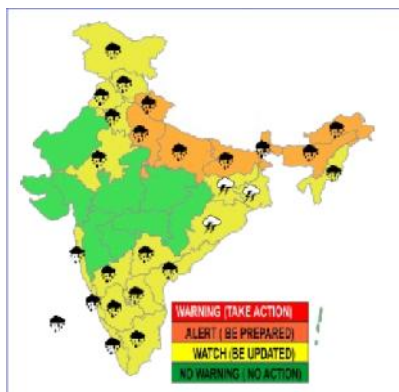 WARNING (TAKE ACTION)
ALERT ( BE PREPARED)
WATCH (BE UPDATED)
NO WARNING ( NO ACTION)